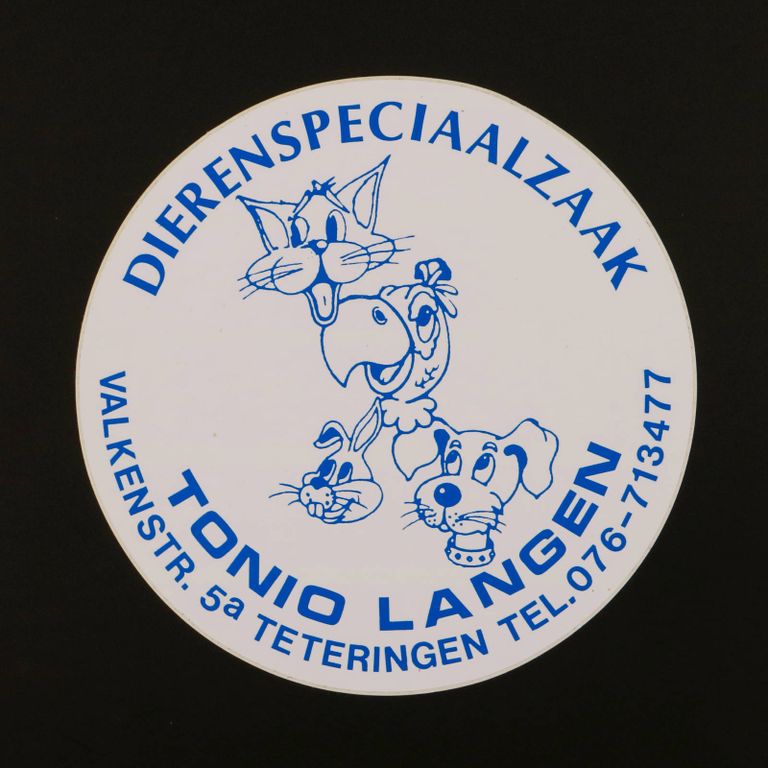 DIERENSPECIAALZAAK
TONIO LANGEN
VALKENSTR. 5a TETERINGEN TEL. 076-713477